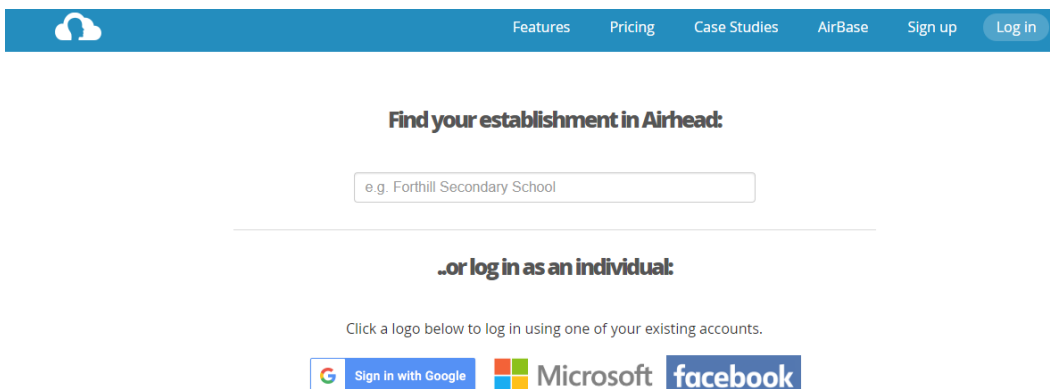 Features Pricing Case Studies AirBase Sign up Log in
Find your establishment in Airhead:
e.g. Forthill Secondary School
..or log in as an individual:
Click a logo below to log in using one of your existing accounts.
G Sign in with Google Microsoft facebook